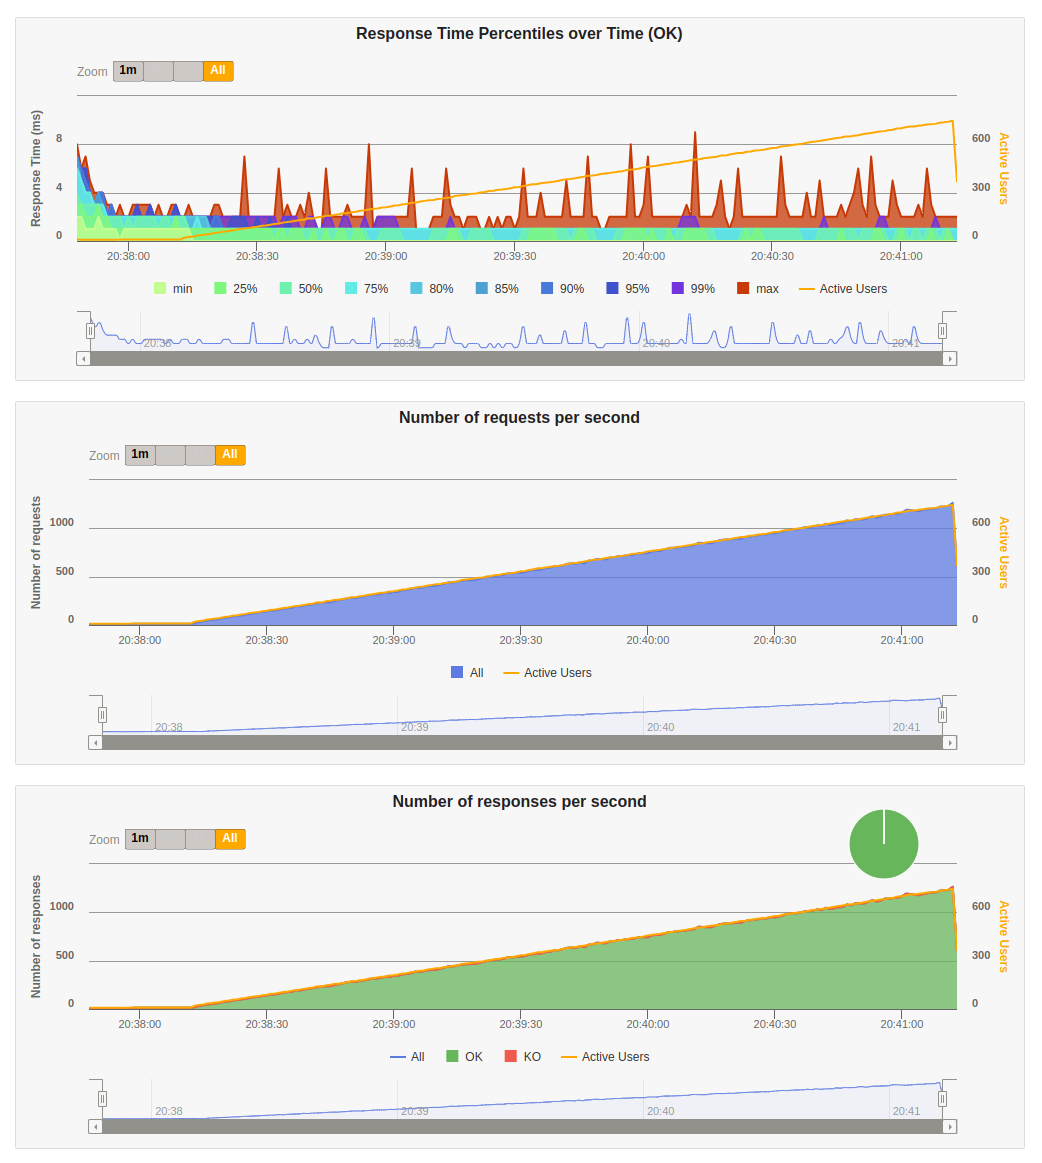 Response Time Percentiles over Time (OK)
Zoom 1m All
Response Time (ms)
8
4
0
600
300
0
Active Users
20:38:00 20:38:30 20:39:00 20:39:30 20:40:00 20:40:30 20:41:00
min 25% 50% 75% 80% 85% 90% 95% 99% max Active Users
20:38 20:39 20:40 20:41
Number of requests per second
Zoom 1m All
Number of requests
1000
500
0
600
300
0
Active Users
20:38:00 20:38:30 20:39:00 20:39:30 20:40:00 20:40:30 20:41:00
All Active Users
20:38 20:39 20:40 20:41
Number of responses per second
Zoom 1m All
Number of responses
1000
500
0
600
300
0
Active Users
20:38:00 20:38:30 20:39:00 20:39:30 20:40:00 20:40:30 20:41:00
All OK KO Active Users
20:38 20:39 20:40 20:41